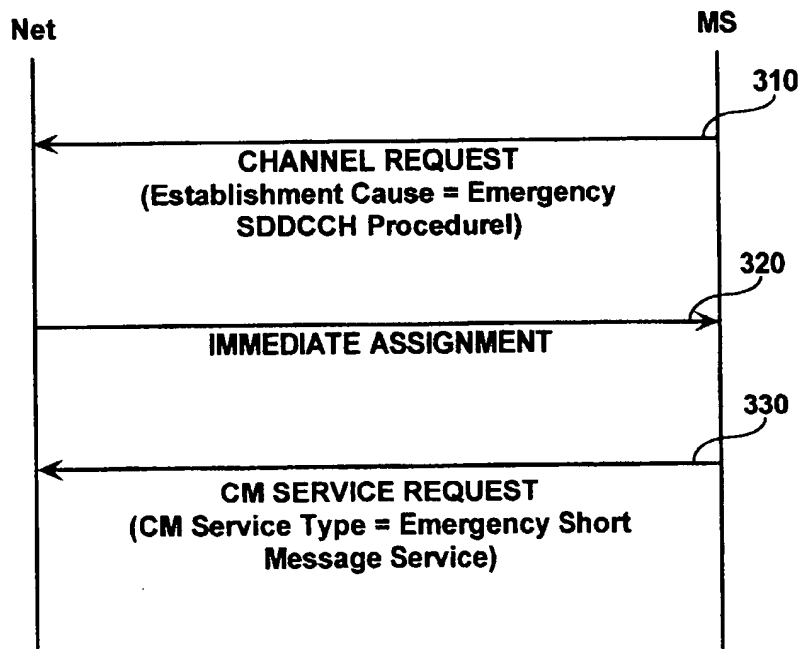 Net
MS
310
CHANNEL REQUEST
(Establishment Cause = Emergency
SDDCCH Procedurel)
320
IMMEDIATE ASSIGNMENT
330
CM SERVICE REQUEST
(CM Service Type = Emergency Short
Message Service)